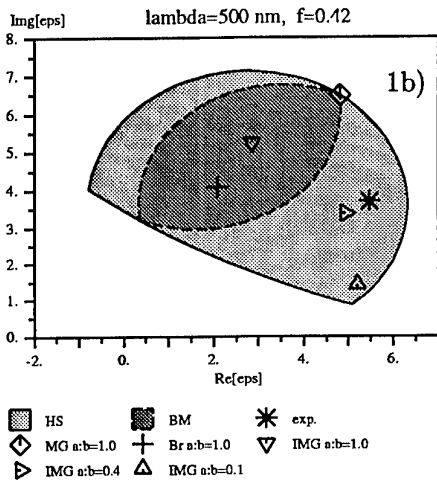 lambda=500 nm, f=0.42
Img[eps]
8.
7.
6.
5.
4.
3.
2.
1.
0.
1b)
-2. 0. 2. 4. 6.
Re[eps]
HS BM exp.
MG a:b=1.0 Br a:b=1.0 IMG a:b=1.0
IMG a:b=0.4 IMG a:b=0.1